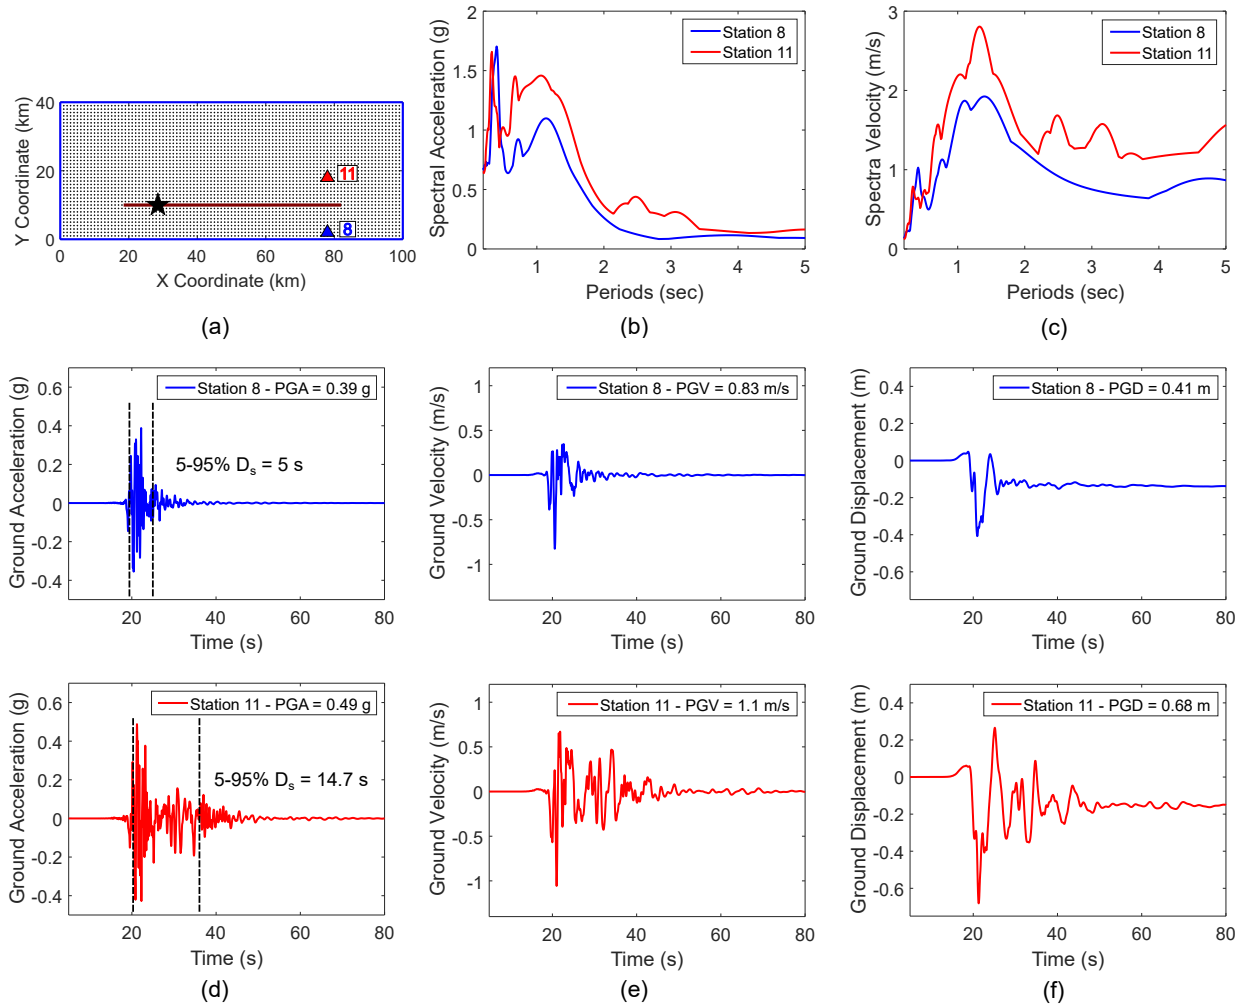 40
20
0
Y Coordinate (km)
0 20 40 60 80 100
X Coordinate (km)
11
8
(a)
2
1.5
1
0.5
0
Spectral Acceleration (g)
1 2 3 4 5
Periods (sec)
Station 8
Station 11
(b)
3
2
1
0
Spectra Velocity (m/s)
1 2 3 4 5
Periods (sec)
Station 8
Station 11
(c)
0.6
0.4
0.2
0
-0.2
-0.4
Ground Acceleration (g)
20 40 60 80
Time (s)
Station 8 - PGA = 0.39 g
5-95% Ds = 5 s
1
0.5
0
-0.5
-1
Ground Velocity (m/s)
20 40 60 80
Time (s)
Station 8 - PGV = 0.83 m/s
0.4
0.2
0
-0.2
-0.4
-0.6
Ground Displacement (m)
20 40 60 80
Time (s)
Station 8 - PGD = 0.41 m
0.6
0.4
0.2
0
-0.2
-0.4
Ground Acceleration (g)
20 40 60 80
Time (s)
Station 11 - PGA = 0.49 g
5-95% Ds = 14.7 s
(d)
1
0.5
0
-0.5
-1
Ground Velocity (m/s)
20 40 60 80
Time (s)
Station 11 - PGV = 1.1 m/s
(e)
0.4
0.2
0
-0.2
-0.4
-0.6
Ground Displacement (m)
20 40 60 80
Time (s)
Station 11 - PGD = 0.68 m
(f)